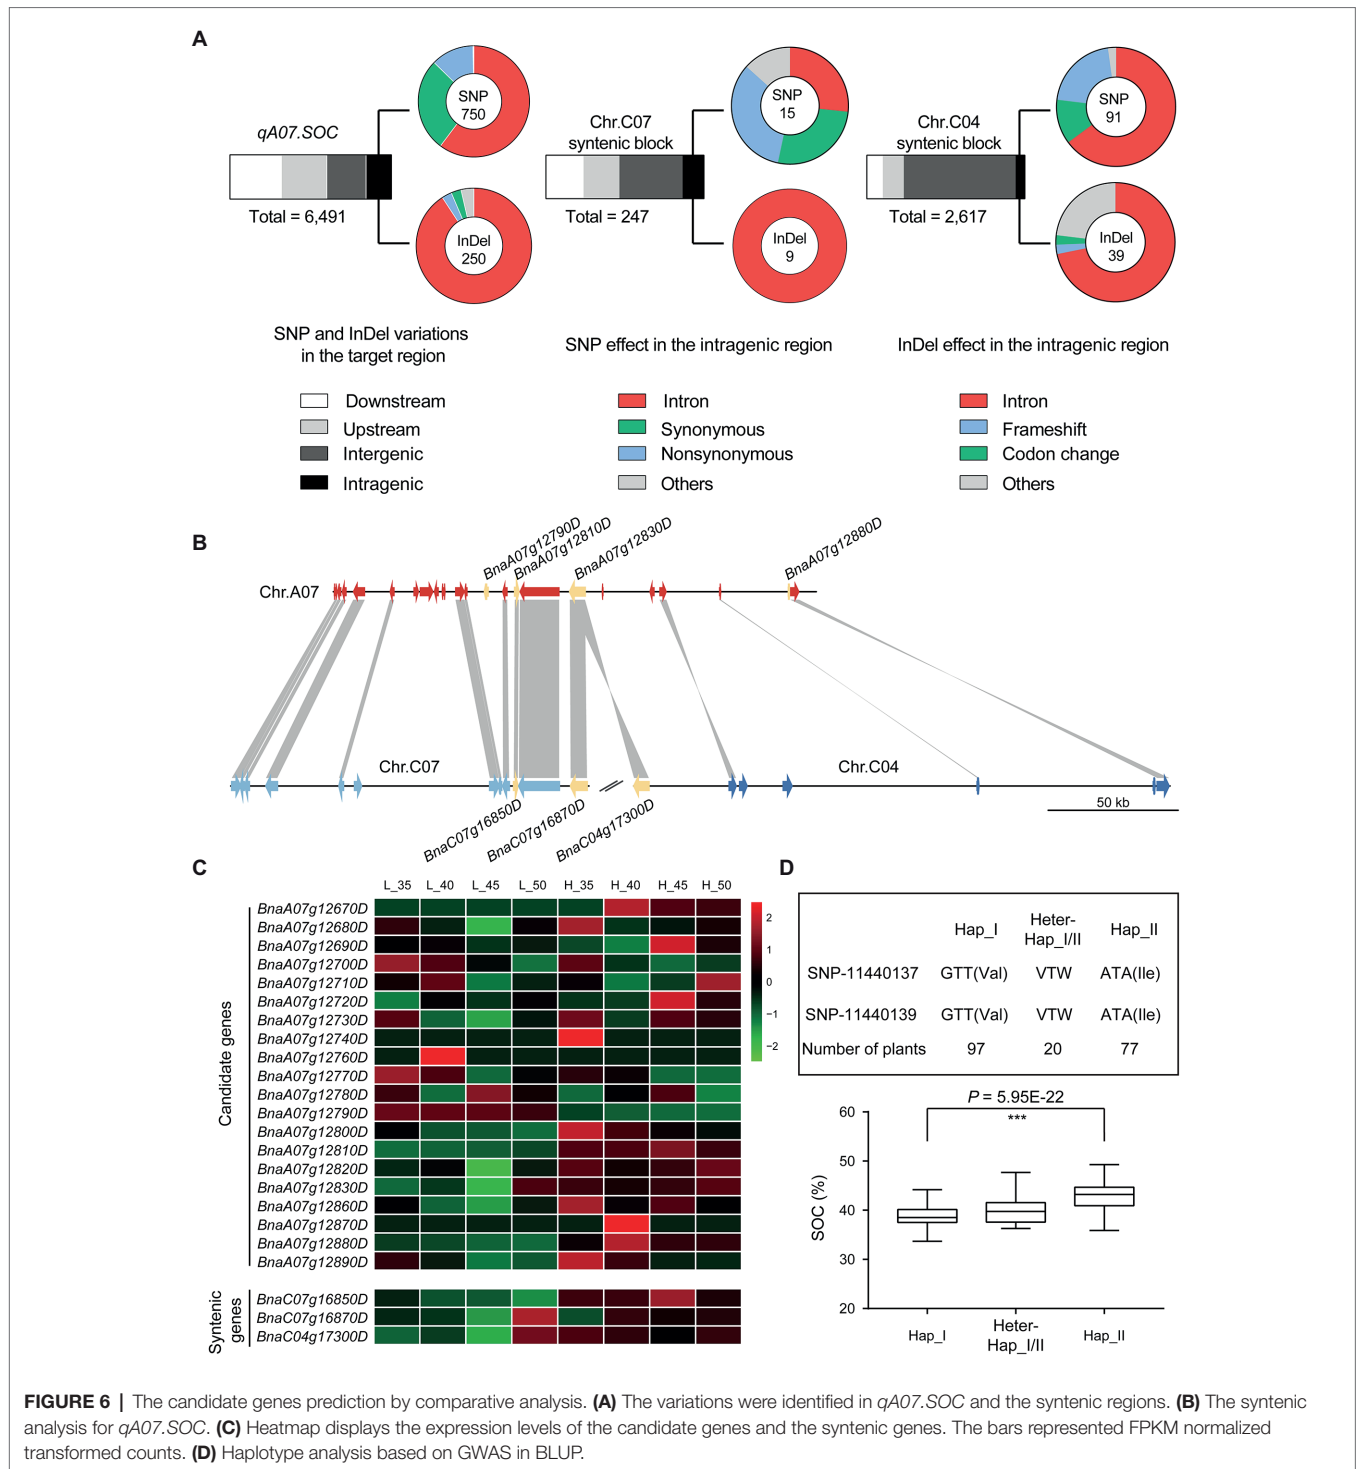 A
qA07.SOC
Total = 6,491
SNP
750
InDel
250
Chr.C07
syntenic block
Total = 247
SNP
15
InDel
9
Chr.C04
syntenic block
Total = 2,617
SNP
91
InDel
39
SNP and InDel variations
in the target region
Downstream
Upstream
Intergenic
Intragenic
SNP effect in the intragenic region
Intron
Synonymous
Nonsynonymous
Others
InDel effect in the intragenic region
Intron
Frameshift
Codon change
Others
B
BnaA07g12790D
BnaA07g12810D
BnaA07g12830D
BnaA07g12880D
Chr.A07
Chr.C07
Chr.C04
50 kb
BnaC07g16850D
BnaC07g16870D
BnaC04g17300D
C
L_35 L_40 L_45 L_50 H_35 H_40 H_45 H_50
Candidate genes
BnaA07g12670D
BnaA07g12680D
BnaA07g12690D
BnaA07g12700D
BnaA07g12710D
BnaA07g12720D
BnaA07g12730D
BnaA07g12740D
BnaA07g12760D
BnaA07g12770D
BnaA07g12780D
BnaA07g12790D
BnaA07g12800D
BnaA07g12810D
BnaA07g12820D
BnaA07g12830D
BnaA07g12860D
BnaA07g12870D
BnaA07g12880D
BnaA07g12890D
Syntenic
genes
BnaC07g16850D
BnaC07g16870D
BnaC04g17300D
2
1
0
−1
−2
D
Hap_I Heter-Hap_I/II Hap_II
SNP-11440137 GTT(Val) VTW ATA(Ile)
SNP-11440139 GTT(Val) VTW ATA(Ile)
Number of plants 97 20 77
P = 5.95E-22
***
SOC (%)
60
50
40
30
20
Hap_I
Heter-
Hap_I/II
Hap_II
FIGURE 6 | The candidate genes prediction by comparative analysis. (A) The variations were identified in qA07.SOC and the syntenic regions. (B) The syntenic
analysis for qA07.SOC. (C) Heatmap displays the expression levels of the candidate genes and the syntenic genes. The bars represented FPKM normalized
transformed counts. (D) Haplotype analysis based on GWAS in BLUP.